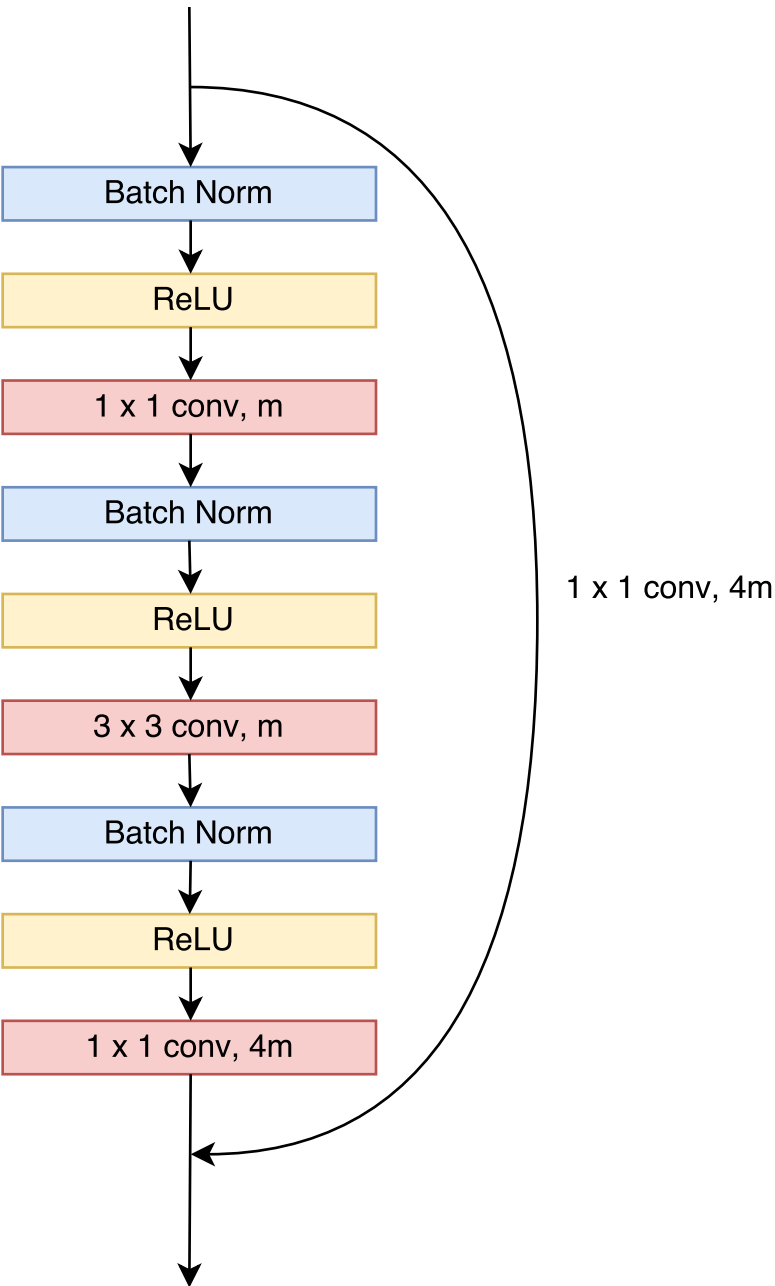 Batch Norm
ReLU
1 x 1 conv, m
Batch Norm
ReLU
3 x 3 conv, m
Batch Norm
ReLU
1 x 1 conv, 4m
1 x 1 conv, 4m